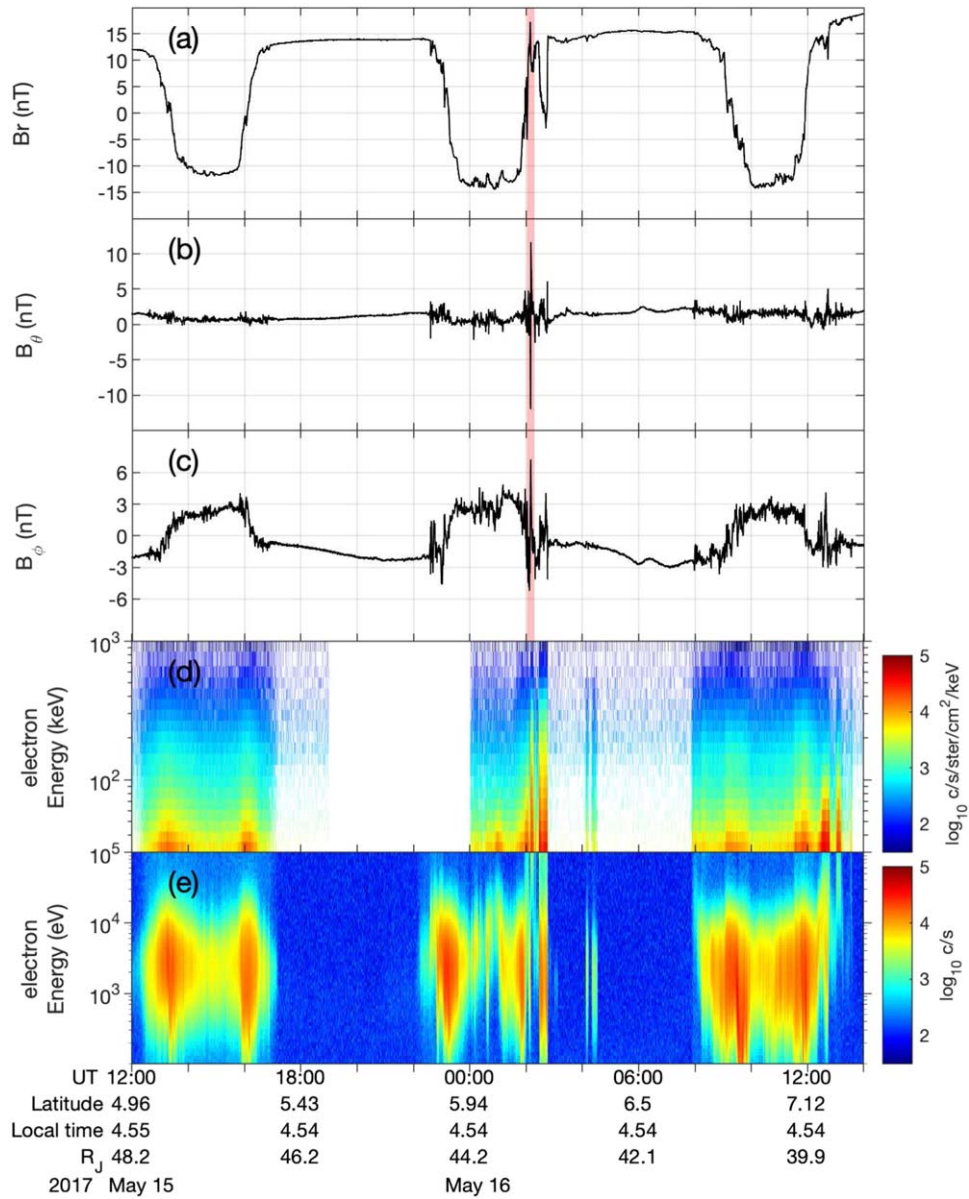 (a)
15
10
5
0
-5
-10
-15
Br (nT)
(b)
10
5
0
-5
-10
B_θ (nT)
(c)
6
3
0
-3
-6
B_ϕ (nT)
10^3
(d)
10^2
electron
Energy (keV)
5
4
3
2
log_10 c/s/ster/cm^2/keV
10^5
(e)
10^4
10^3
electron
Energy (eV)
5
4
3
2
log_10 c/s
UT 12:00 18:00 00:00 06:00 12:00
Latitude 4.96 5.43 5.94 6.5 7.12
Local time 4.55 4.54 4.54 4.54 4.54
R_J 48.2 46.2 44.2 42.1 39.9
2017 May 15 May 16